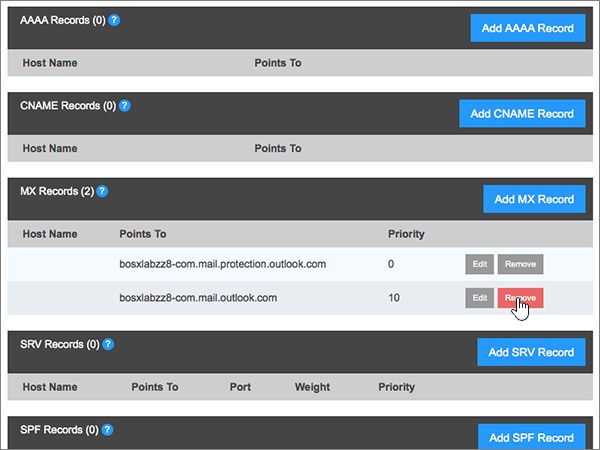 AAAA Records (0) ?
Add AAAA Record
Host Name Points To
CNAME Records (0) ?
Add CNAME Record
Host Name Points To
MX Records (2) ?
Add MX Record
Host Name Points To Priority
bosxlabzz8-com.mail.protection.outlook.com 0 Edit Remove
bosxlabzz8-com.mail.outlook.com 10 Edit Remove
SRV Records (0) ?
Add SRV Record
Host Name Points To Port Weight Priority
SPF Records (0) ?
Add SPF Record